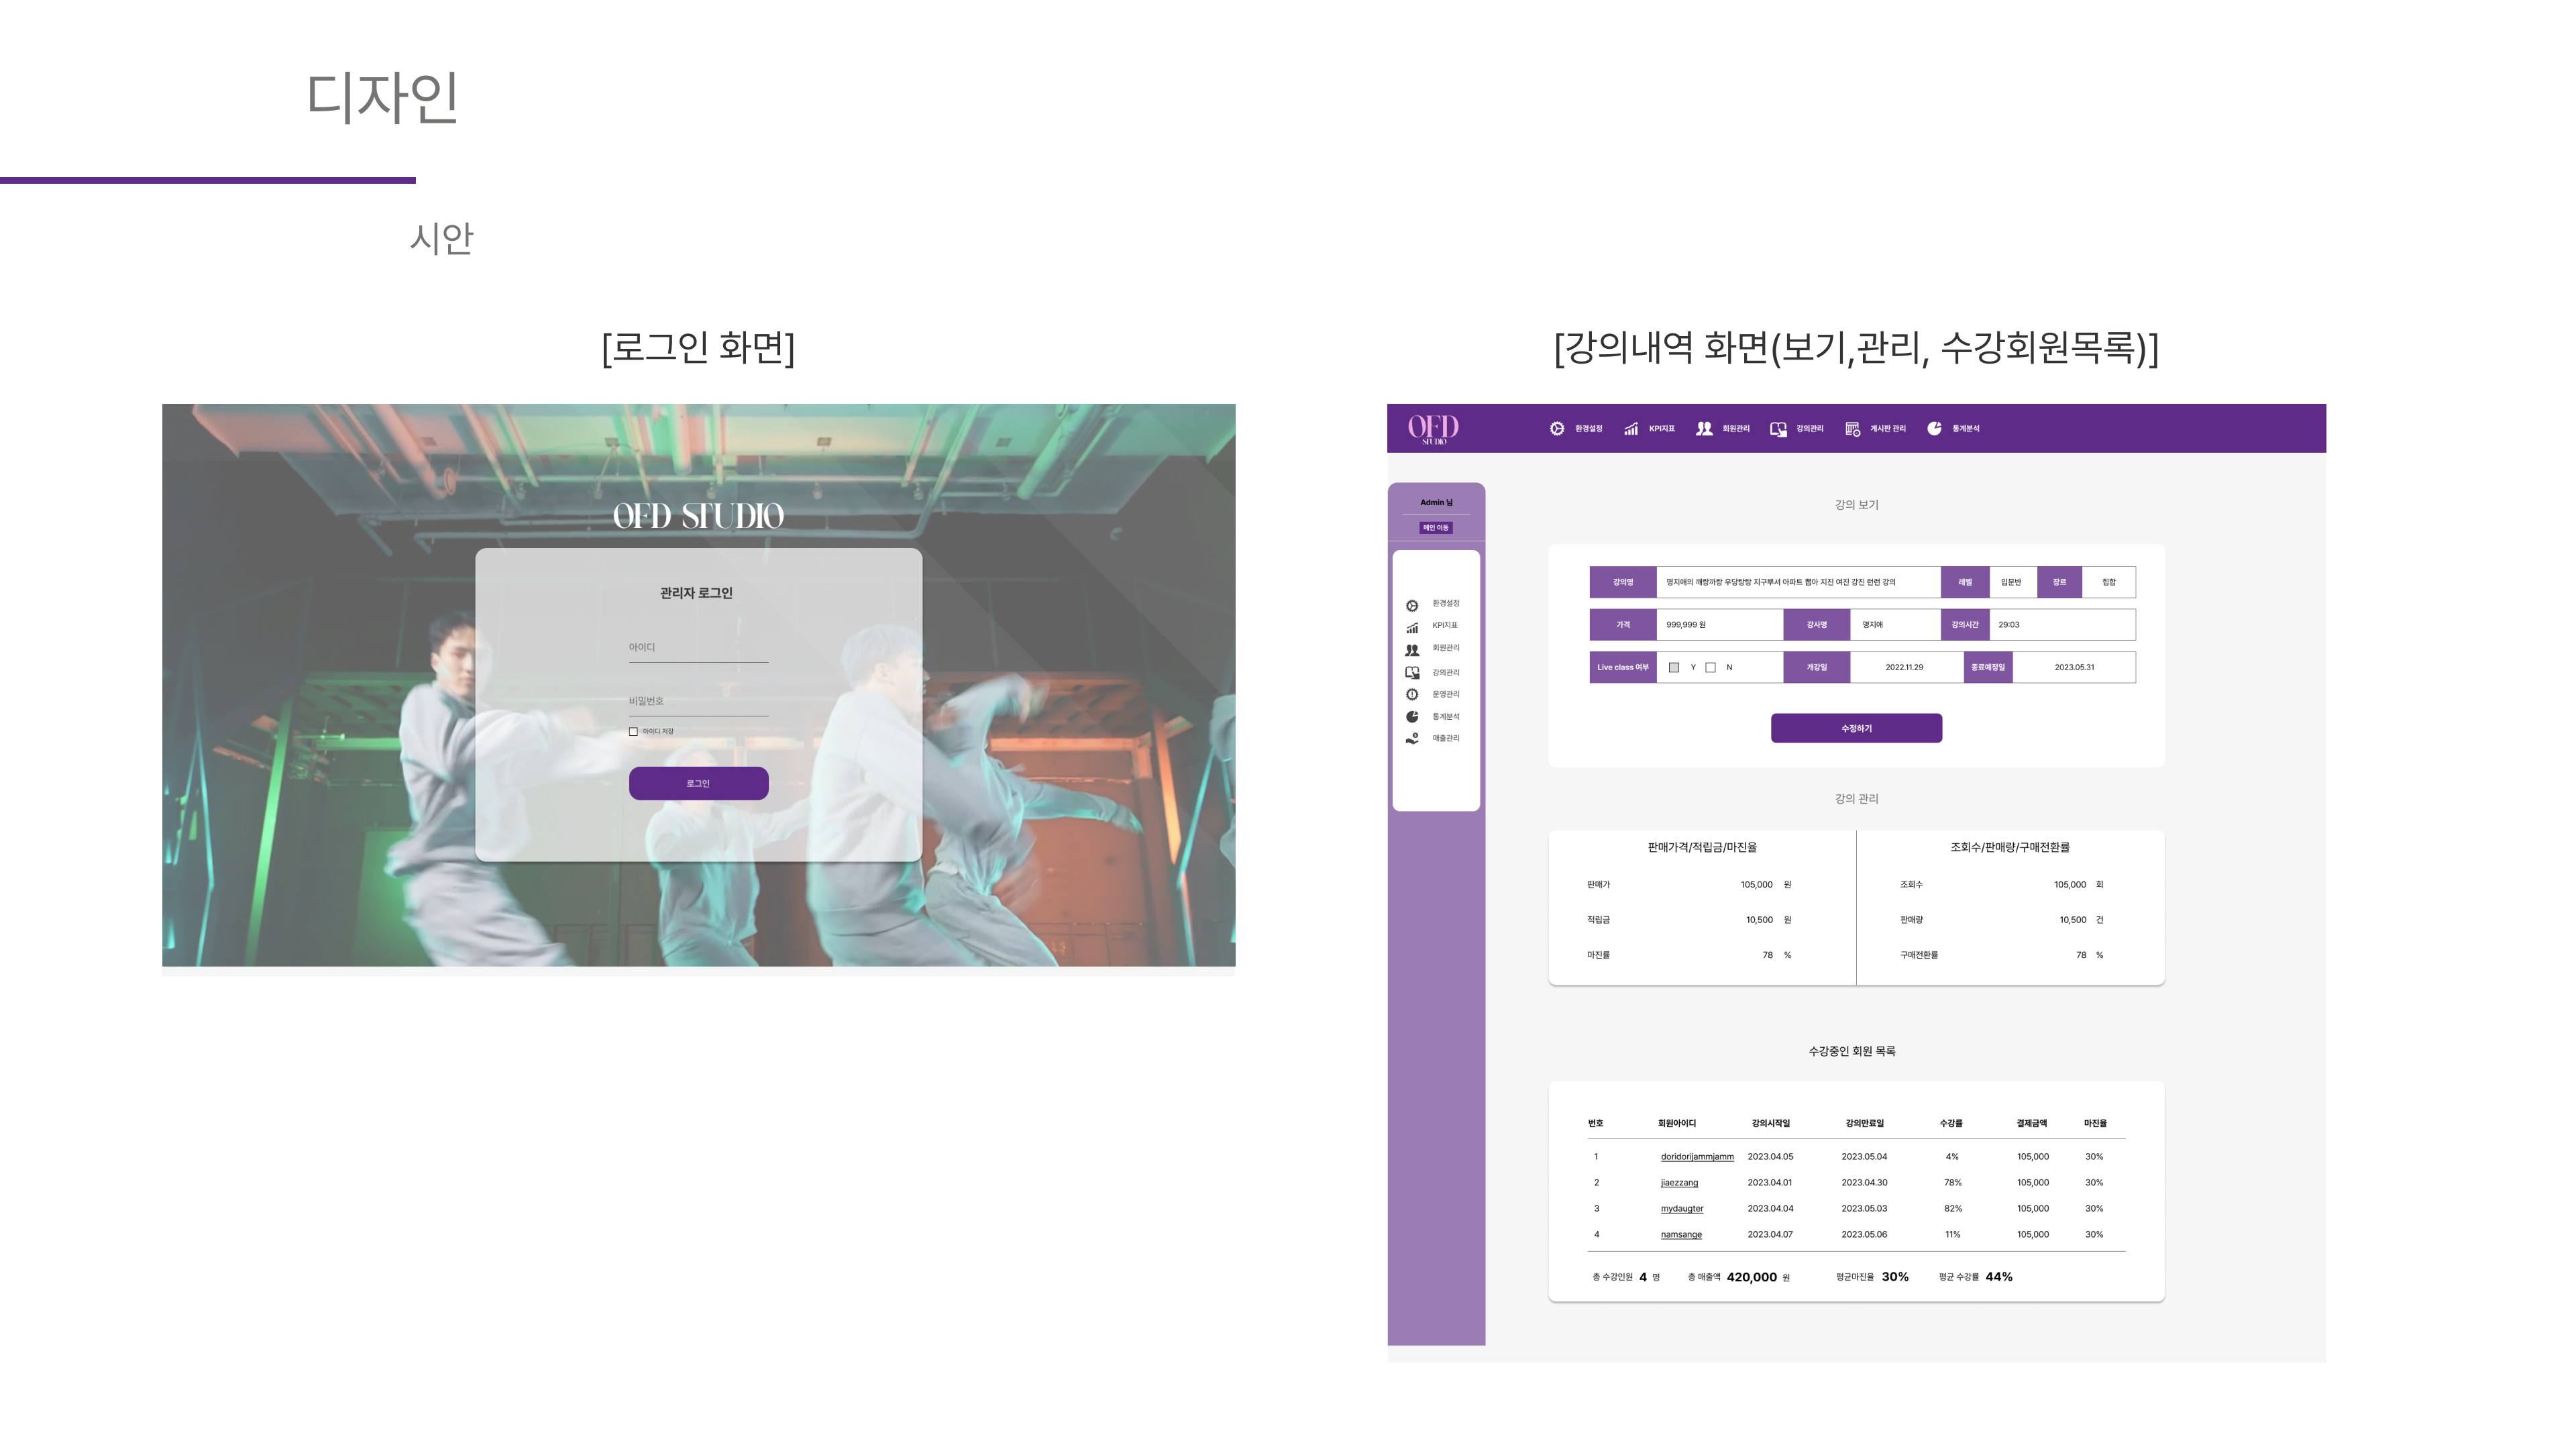 디자인
시안
[로그인 화면]
OFD STUDIO
관리자 로그인
아이디
비밀번호
아이디 저장
로그인
[강의내역 화면(보기,관리, 수강회원목록)]
OFD
STUDIO
환경설정 KPI지표 회원관리 강의관리 게시판 관리 통계분석
Admin 님
메인 이동
환경설정
KPI지표
회원관리
강의관리
운영관리
통계분석
매출관리
강의 보기
강의명 명지애의 깨랑까랑 우당탕탕 지구뿌셔 아파트 뽑아 지진 여진 강진 런런 강의 레벨 입문반 장르 힙합
가격 999,999 원 강사명 명지애 강의시간 29:03
Live class 여부 Y N 개강일 2022.11.29 종료예정일 2023.05.31
수정하기
강의 관리
판매가격/적립금/마진율 조회수/판매량/구매전환률
판매가 105,000 원 조회수 105,000 회
적립금 10,500 원 판매량 10,500 건
마진률 78 % 구매전환률 78 %
수강중인 회원 목록
번호 회원아이디 강의시작일 강의만료일 수강률 결제금액 마진율
1 doridorijammjamm 2023.04.05 2023.05.04 4% 105,000 30%
2 jiaezzang 2023.04.01 2023.04.30 78% 105,000 30%
3 mydaugter 2023.04.04 2023.05.03 82% 105,000 30%
4 namsange 2023.04.07 2023.05.06 11% 105,000 30%
총 수강인원 4 명 총 매출액 420,000 원 평균마진율 30% 평균 수강률 44%